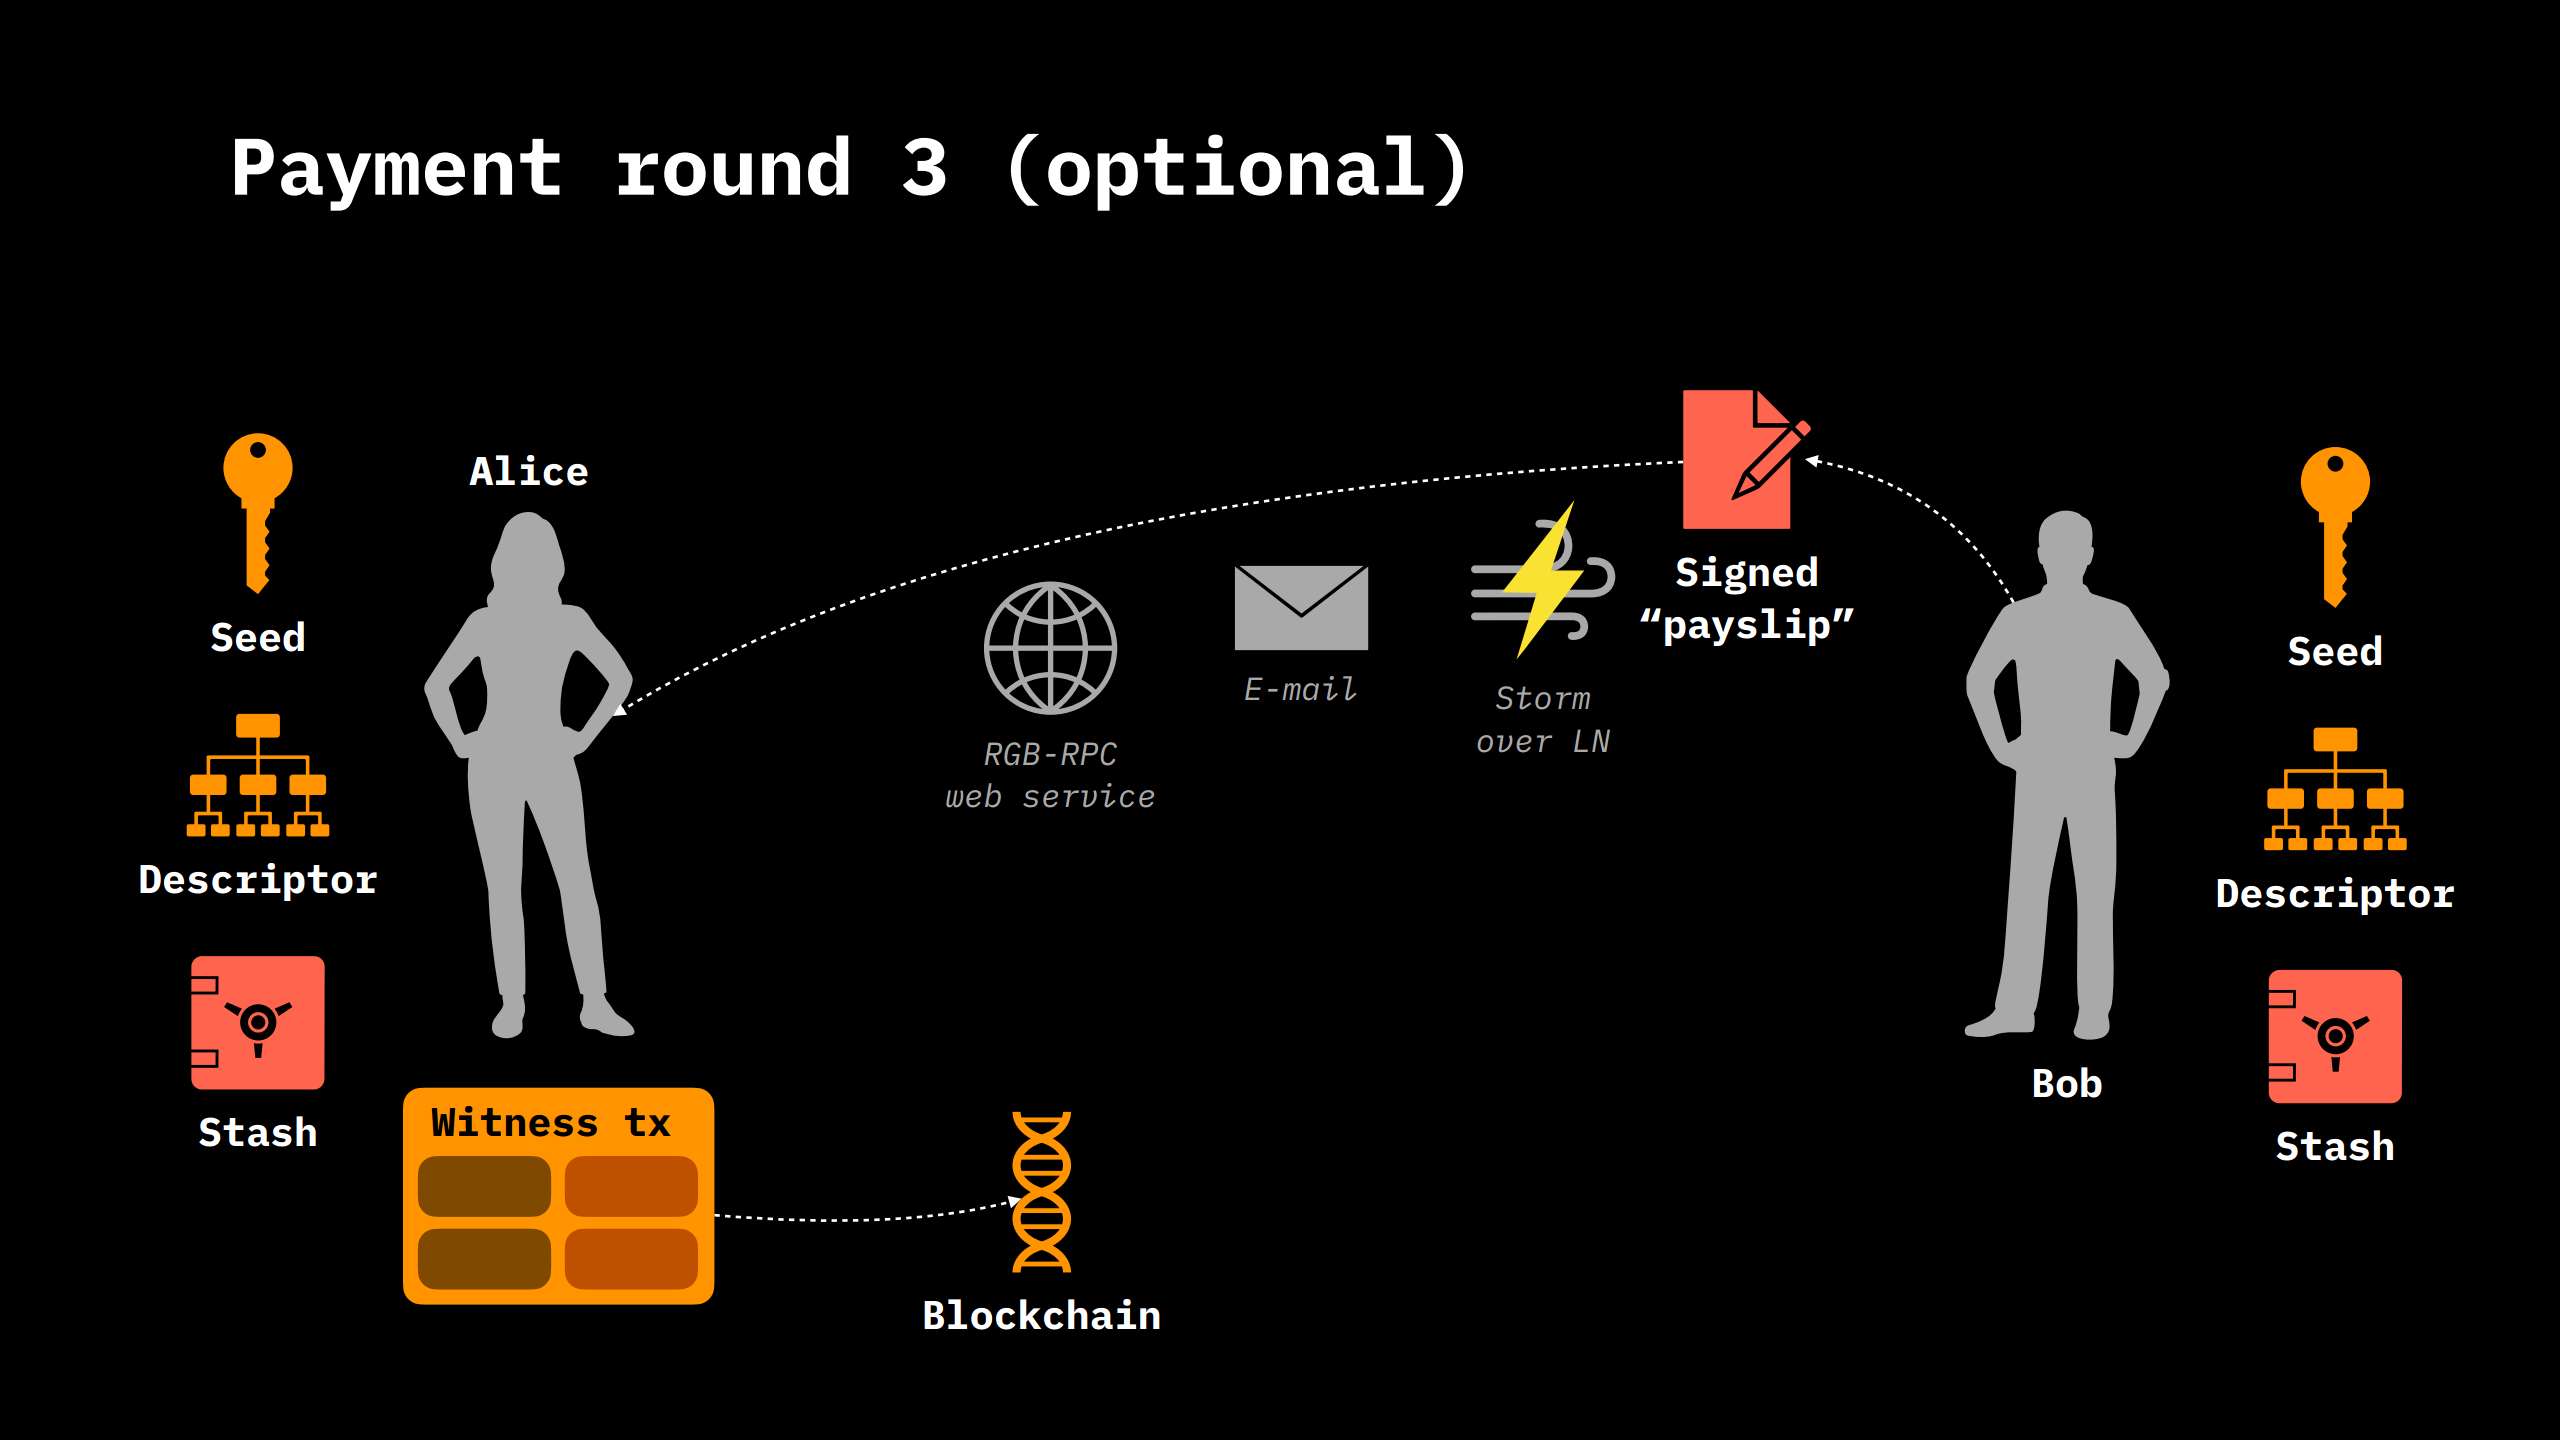 Payment round 3 (optional)
Alice
Seed
Descriptor
Stash
Witness tx
Blockchain
RGB-RPC
web service
E-mail
Storm
over LN
Signed
“payslip”
Bob
Seed
Descriptor
Stash